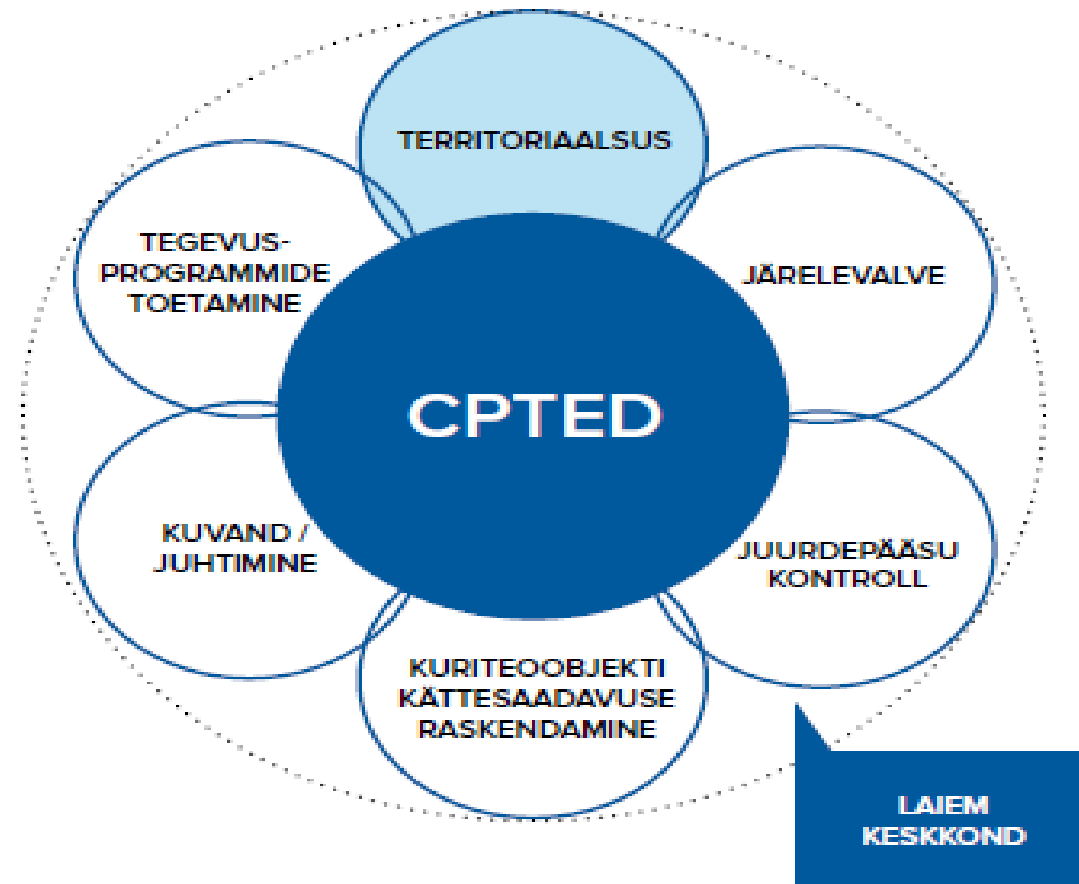 TERRITORIAALSUS
TEGEVUS-
PROGRAMMIDE
TOETAMINE
JÄRELEVALVE
CPTED
KUVAND /
JUHTIMINE
JUURDEPÄÄSU
KONTROLL
KURITEOOBJEKTI
KÄTTESAADAVUSE
RASKENDAMINE
LAIEM
KESKKOND